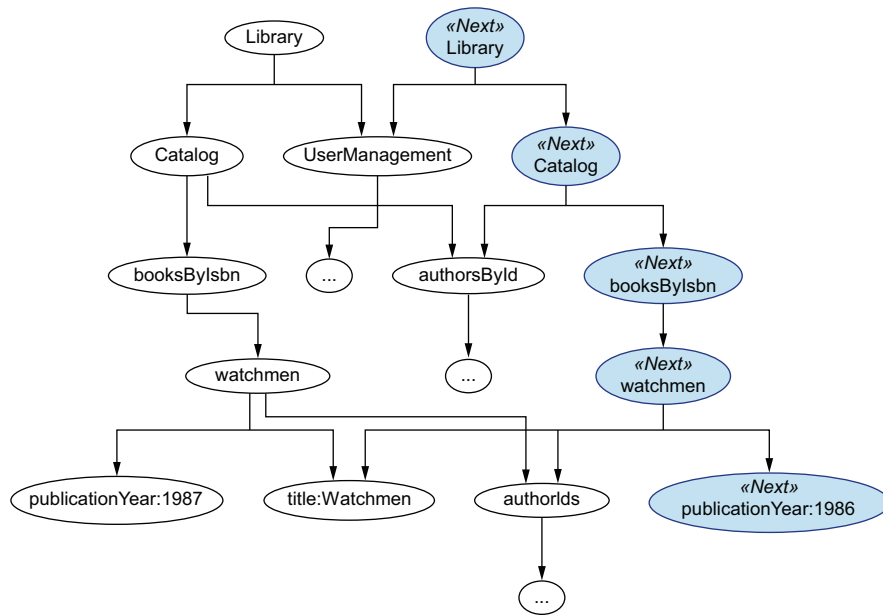 Library
«Next»
Library
Catalog
UserManagement
«Next»
Catalog
booksByIsbn
...
authorsById
«Next»
booksByIsbn
watchmen
...
«Next»
watchmen
publicationYear:1987
title:Watchmen
authorIds
«Next»
publicationYear:1986
...